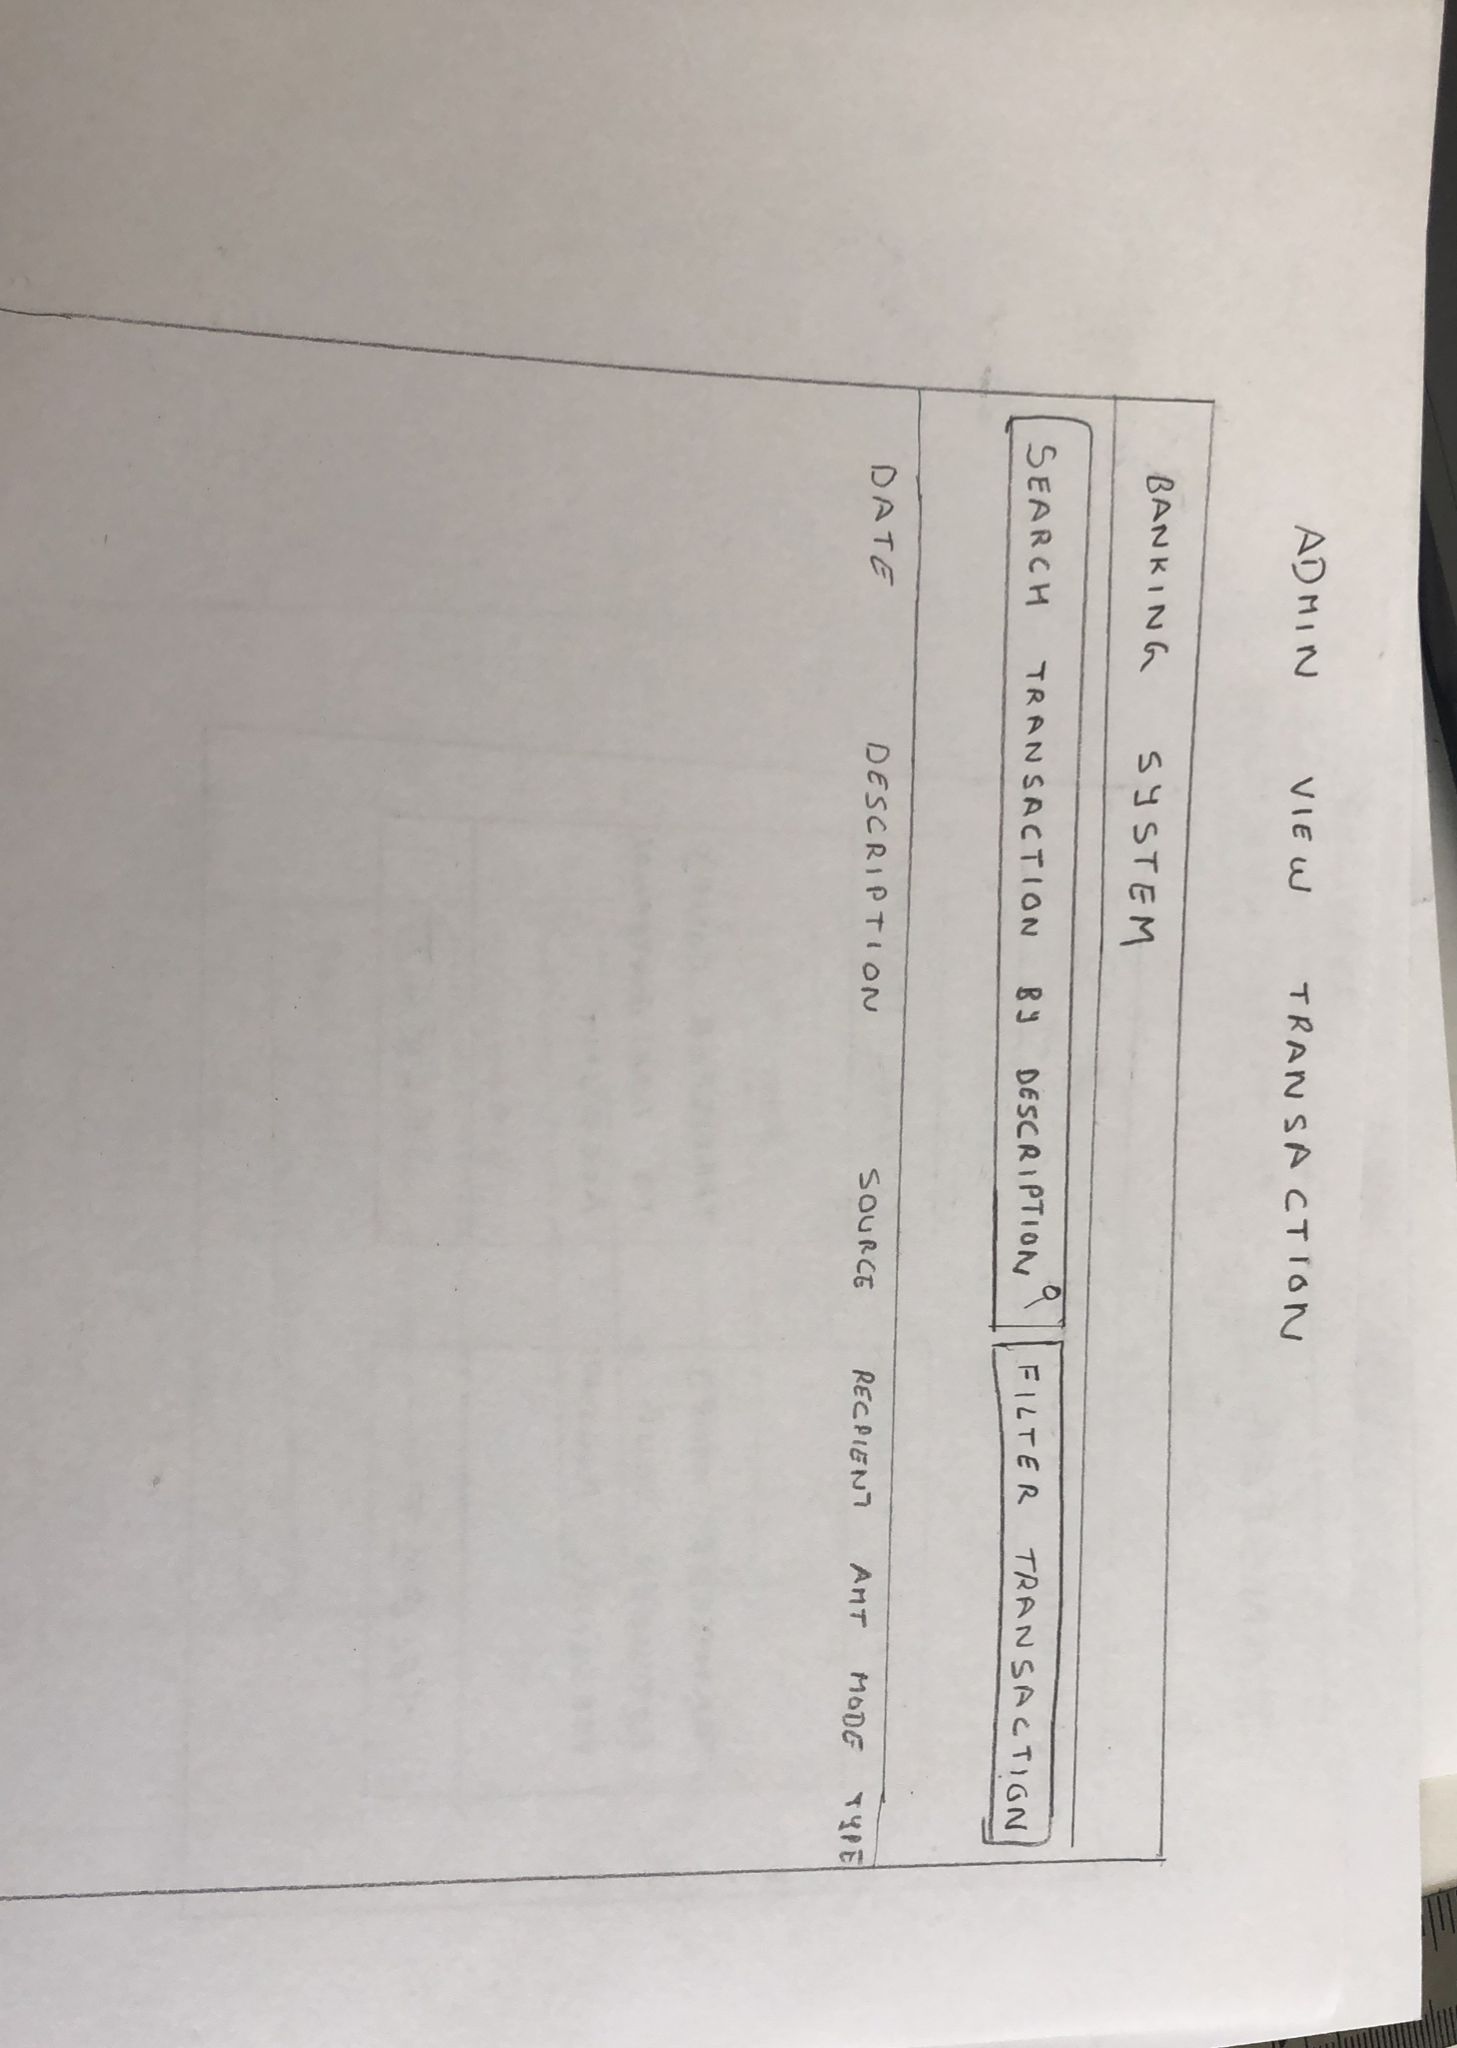 ADMIN VIEW TRANSACTION
BANKING SYSTEM
SEARCH TRANSACTION BY DESCRIPTION FILTER TRANSACTION
DATE DESCRIPTION SOURCE RECPIENT AMT MODE TYPE